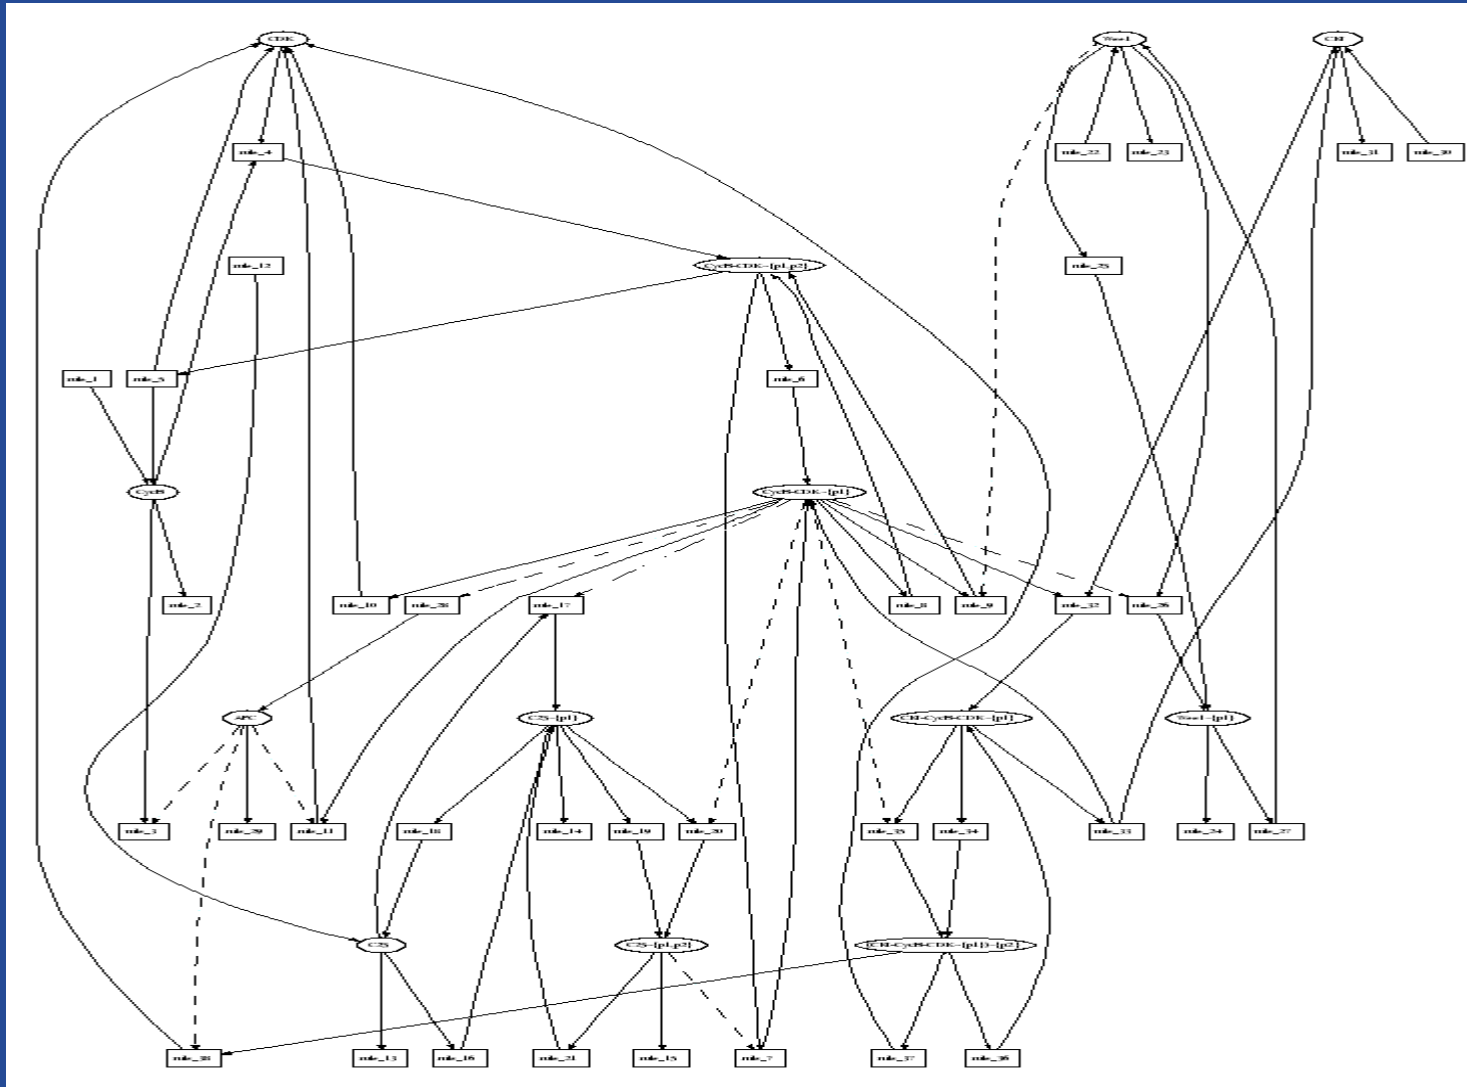 CDK
Wee1
CKI
rule_4
rule_22
rule_23
rule_31
rule_30
rule_12
CycB-CDK~{p1,p2}
rule_25
rule_1
rule_5
rule_6
CycB
CycB-CDK~{p1}
rule_2
rule_10
rule_28
rule_17
rule_8
rule_9
rule_32
rule_26
APC
C25~{p1}
CKI-CycB-CDK~{p1}
Wee1~{p1}
rule_3
rule_29
rule_11
rule_18
rule_14
rule_19
rule_20
rule_35
rule_34
rule_33
rule_24
rule_27
C25
C25~{p1,p2}
(CKI-CycB-CDK~{p1})~{p2}
rule_38
rule_13
rule_16
rule_21
rule_15
rule_7
rule_37
rule_36